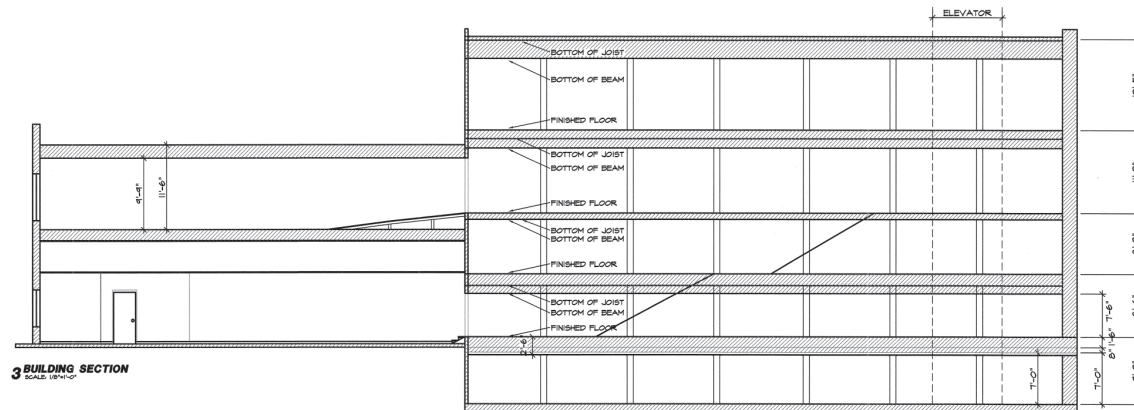 ELEVATOR
BOTTOM OF JOIST
BOTTOM OF BEAM
FINISHED FLOOR
BOTTOM OF JOIST
BOTTOM OF BEAM
9'-9"
11'-6"
FINISHED FLOOR
BOTTOM OF JOIST
BOTTOM OF BEAM
FINISHED FLOOR
BOTTOM OF JOIST
BOTTOM OF BEAM
7'-6"
FINISHED FLOOR
2'-6"
1'-6"
8"
7'-0"
7'-0"
3 BUILDING SECTION
SCALE: 1/8"=1'-0"